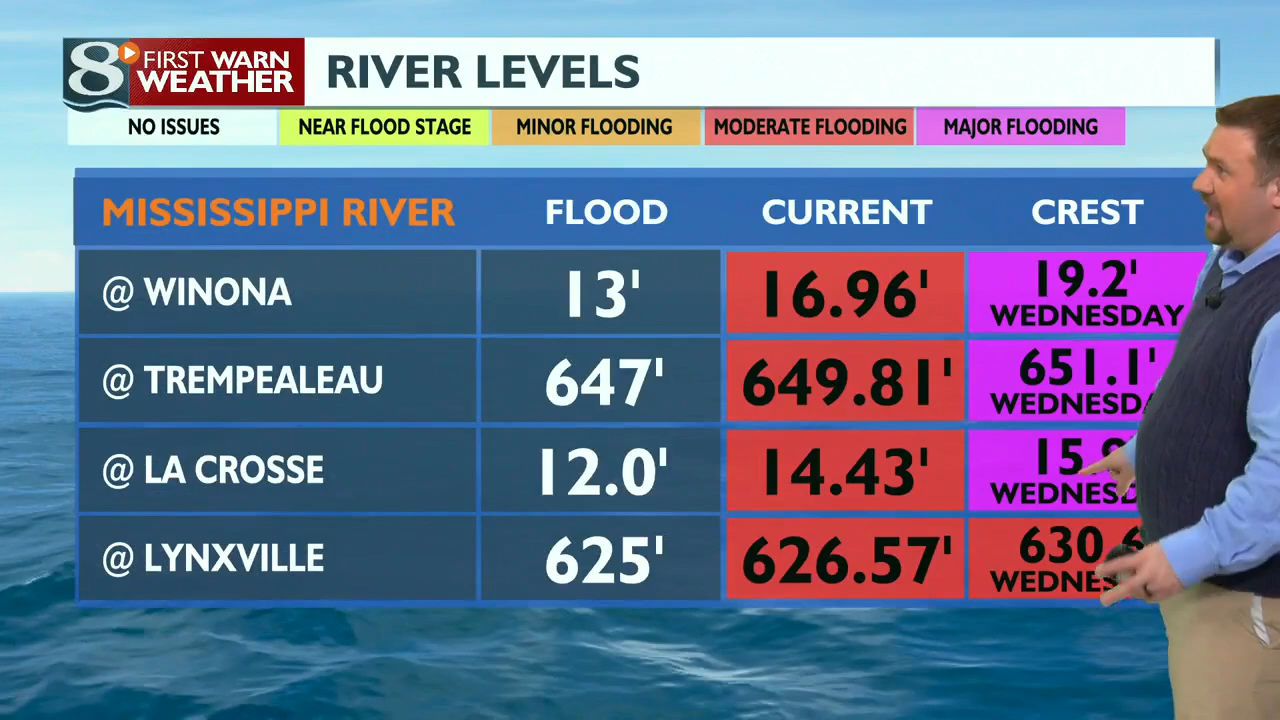 8 FIRST WARN
WEATHER
RIVER LEVELS
NO ISSUES NEAR FLOOD STAGE MINOR FLOODING MODERATE FLOODING MAJOR FLOODING
MISSISSIPPI RIVER FLOOD CURRENT CREST
@ WINONA 13' 16.96' 19.2'
WEDNESDAY
@ TREMPEALEAU 647' 649.81' 651.1'
@ LA CROSSE 12.0' 14.43'
@ LYNXVILLE 625' 626.57'